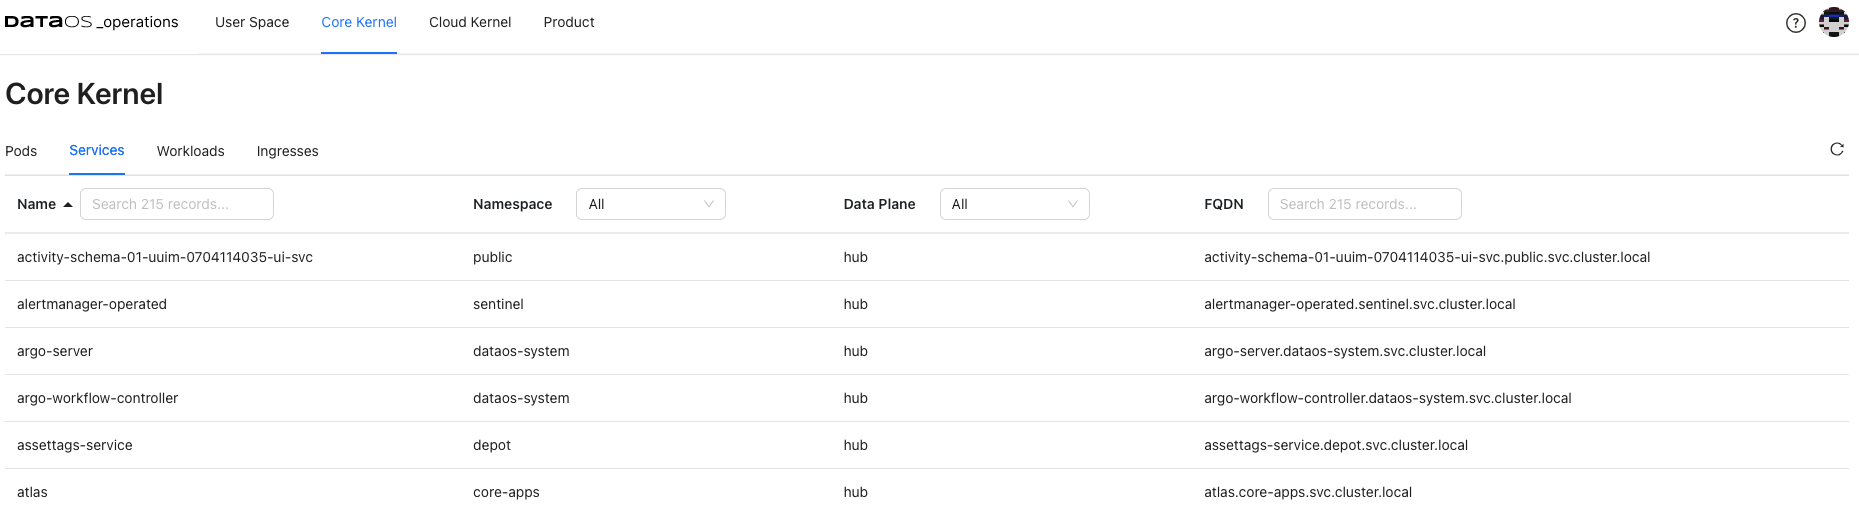 DATAOS _operations User Space Core Kernel Cloud Kernel Product ?
Core Kernel
Pods Services Workloads Ingresses
Name Search 215 records... Namespace All Data Plane All FQDN Search 215 records...
activity-schema-01-uuim-0704114035-ui-svc public hub activity-schema-01-uuim-0704114035-ui-svc.public.svc.cluster.local
alertmanager-operated sentinel hub alertmanager-operated.sentinel.svc.cluster.local
argo-server dataos-system hub argo-server.dataos-system.svc.cluster.local
argo-workflow-controller dataos-system hub argo-workflow-controller.dataos-system.svc.cluster.local
assettags-service depot hub assettags-service.depot.svc.cluster.local
atlas core-apps hub atlas.core-apps.svc.cluster.local